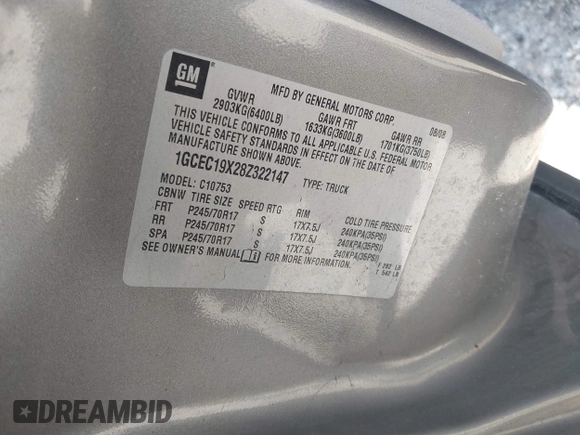 GM
MFD BY GENERAL MOTORS CORP.
08/08
GVWR GAWR FRT GAWR RR
2903KG(6400LB) 1633KG(3600LB) 1701KG(3750LB)
THIS VEHICLE CONFORMS TO ALL APPLICABLE U.S. FEDERAL MOTOR
VEHICLE SAFETY STANDARDS IN EFFECT ON THE DATE OF
MANUFACTURE SHOWN ABOVE.
1GCEC19X28Z322147 TYPE: TRUCK
MODEL: C10753
CBNW TIRE SIZE SPEED RTG RIM COLD TIRE PRESSURE
FRT P245/70R17 S 17X7.5J 240KPA(35PSI)
RR P245/70R17 S 17X7.5J 240KPA(35PSI)
SPA P245/70R17 S 17X7.5J 240KPA(35PSI)
SEE OWNER'S MANUAL FOR MORE INFORMATION.
F 292 LB
T 542 LB
DREAMBID